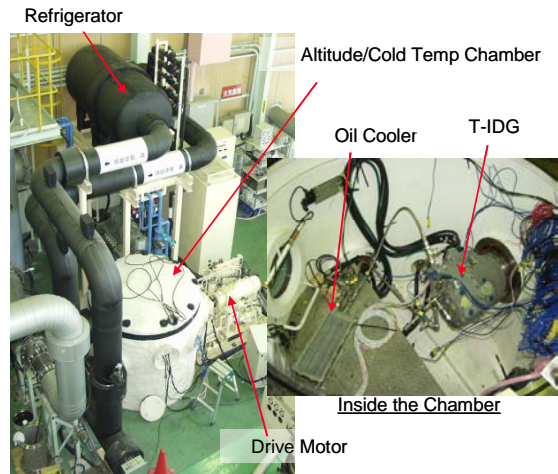 Refrigerator
Altitude/Cold Temp Chamber
Oil Cooler
T-IDG
Inside the Chamber
Drive Motor